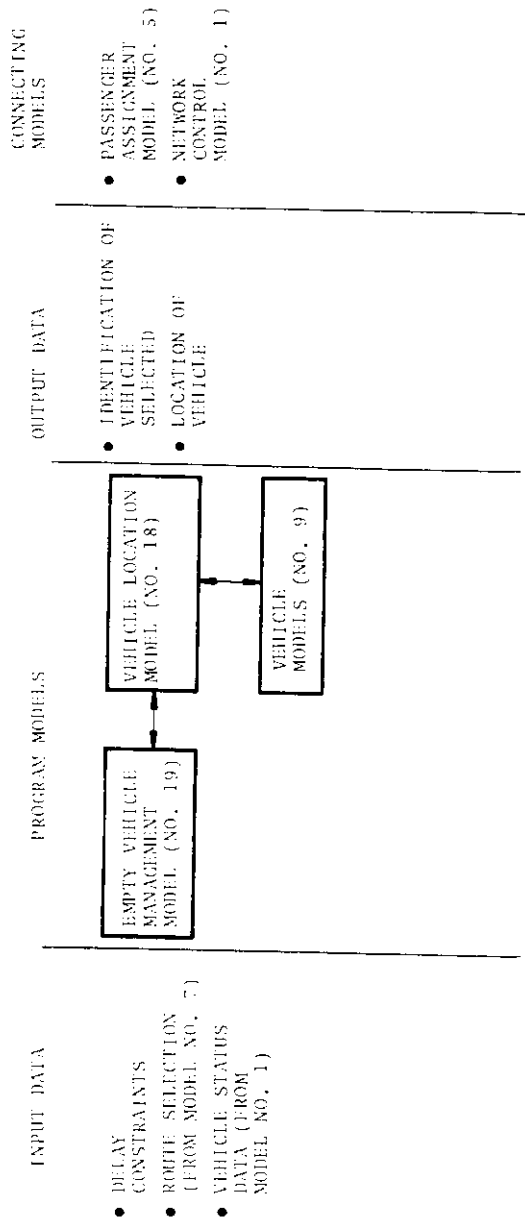 INPUT DATA
• DELAY
CONSTRAINTS
• ROUTE SELECTION
(FROM MODEL NO. 7)
• VEHICLE STATUS
DATA (FROM
MODEL NO. 1)
PROGRAM MODELS
EMPTY VEHICLE
MANAGEMENT
MODEL (NO. 19)
VEHICLE LOCATION
MODEL (NO. 18)
VEHICLE
MODELS (NO. 9)
OUTPUT DATA
• IDENTIFICATION OF
VEHICLE
SELECTED
• LOCATION OF
VEHICLE
CONNECTING
MODELS
• PASSENGER
ASSIGNMENT
MODEL (NO. 5)
• NETWORK
CONTROL
MODEL (NO. 1)